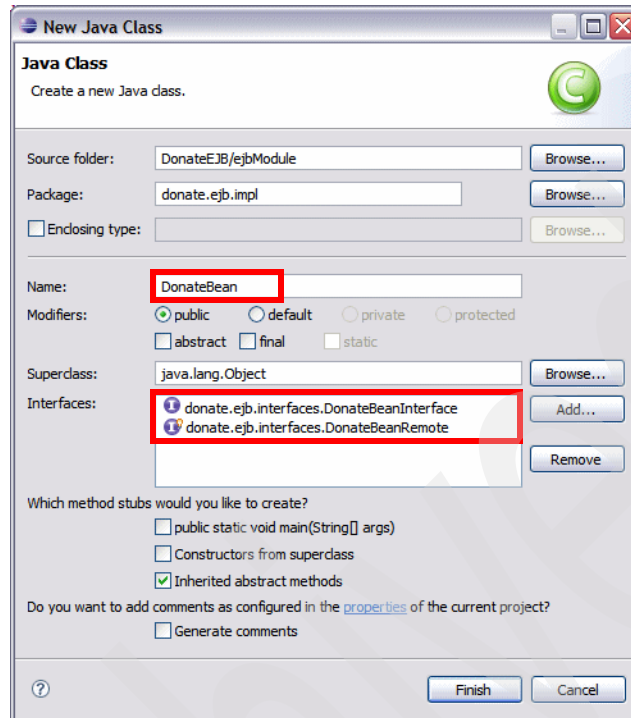 New Java Class
Java Class
Create a new Java class.
Source folder: DonateEJB/ejbModule Browse...
Package: donate.ejb.impl Browse...
Enclosing type: Browse...
Name: DonateBean
Modifiers: public default private protected
abstract final static
Superclass: java.lang.Object Browse...
Interfaces: donate.ejb.interfaces.DonateBeanInterface Add...
donate.ejb.interfaces.DonateBeanRemote
Remove
Which method stubs would you like to create?
public static void main(String[] args)
Constructors from superclass
Inherited abstract methods
Do you want to add comments as configured in the properties of the current project?
Generate comments
Finish Cancel